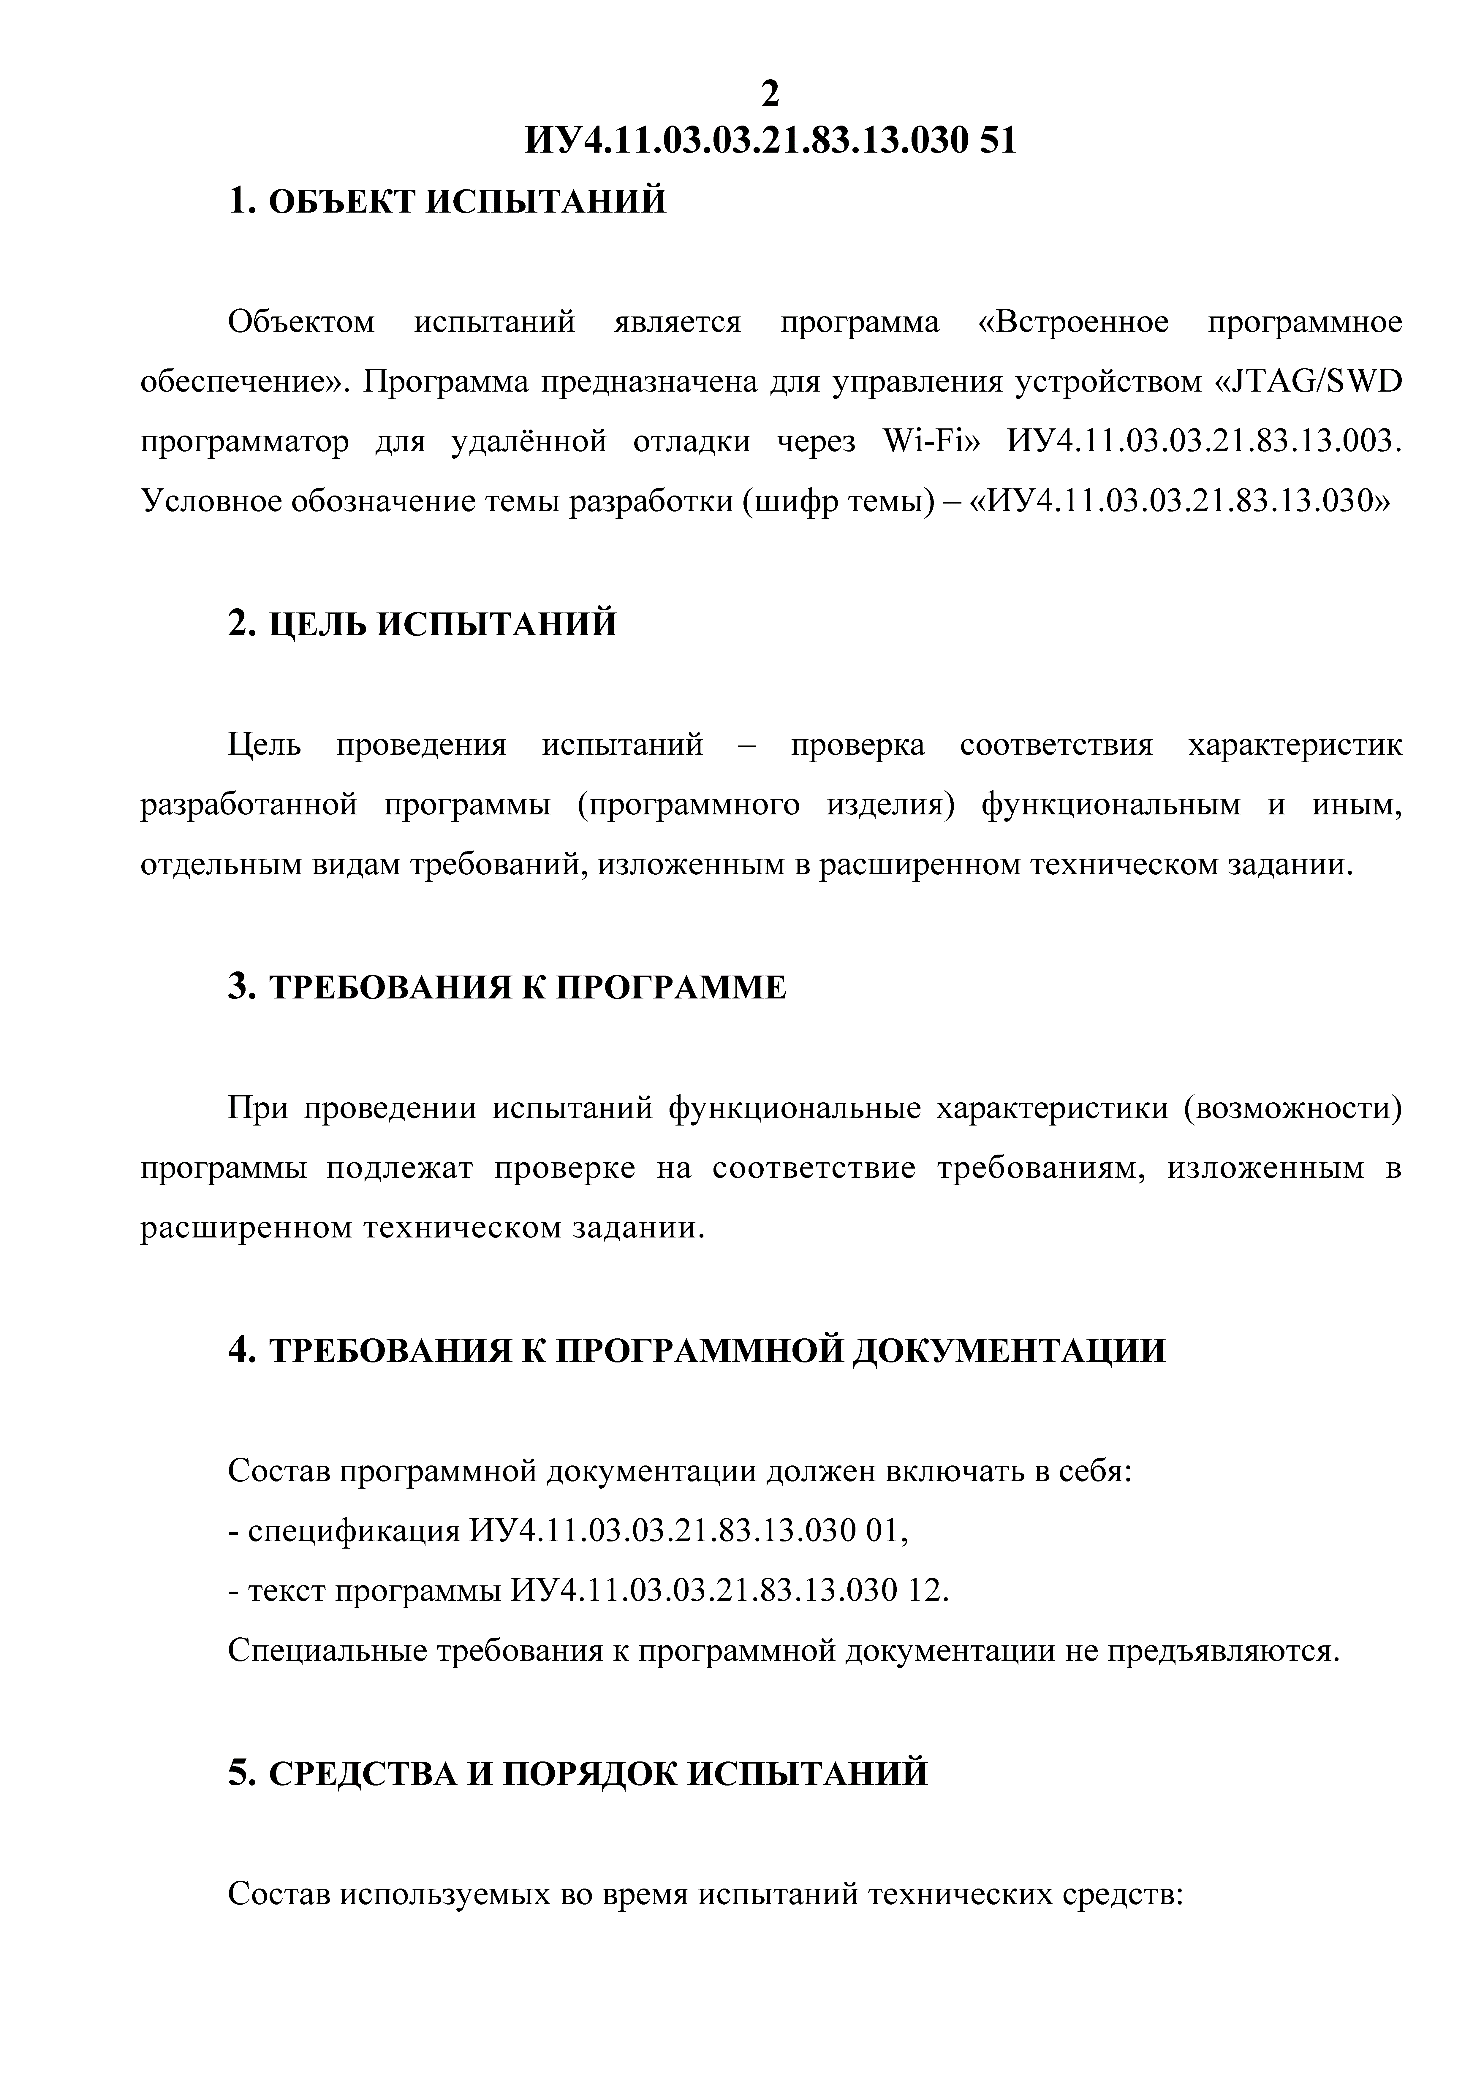 2
ИУ4.11.03.03.21.83.13.030 51
1. ОБЪЕКТ ИСПЫТАНИЙ
Объектом испытаний является программа «Встроенное программное
обеспечение». Программа предназначена для управления устройством «JTAG/SWD
программатор для удалённой отладки через Wi-Fi» ИУ4.11.03.03.21.83.13.003.
Условное обозначение темы разработки (шифр темы) – «ИУ4.11.03.03.21.83.13.030»
2. ЦЕЛЬ ИСПЫТАНИЙ
Цель проведения испытаний – проверка соответствия характеристик
разработанной программы (программного изделия) функциональным и иным,
отдельным видам требований, изложенным в расширенном техническом задании.
3. ТРЕБОВАНИЯ К ПРОГРАММЕ
При проведении испытаний функциональные характеристики (возможности)
программы подлежат проверке на соответствие требованиям, изложенным в
расширенном техническом задании.
4. ТРЕБОВАНИЯ К ПРОГРАММНОЙ ДОКУМЕНТАЦИИ
Состав программной документации должен включать в себя:
- спецификация ИУ4.11.03.03.21.83.13.030 01,
- текст программы ИУ4.11.03.03.21.83.13.030 12.
Специальные требования к программной документации не предъявляются.
5. СРЕДСТВА И ПОРЯДОК ИСПЫТАНИЙ
Состав используемых во время испытаний технических средств: